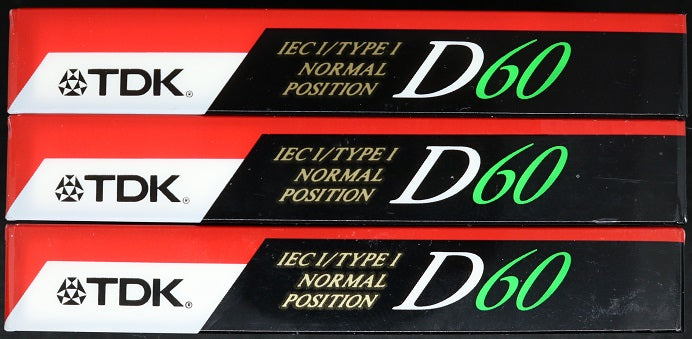 TDK®
IEC I/TYPE I
NORMAL
POSITION
D60
TDK®
IEC I/TYPE I
NORMAL
POSITION
D60
TDK®
IEC I/TYPE I
NORMAL
POSITION
D60